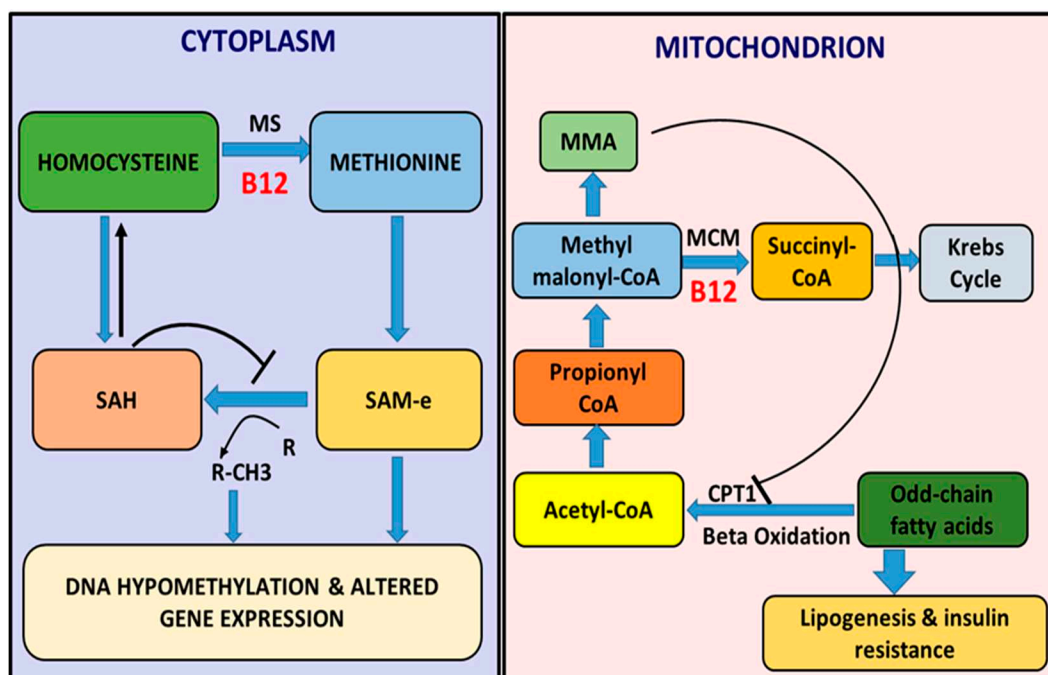 CYTOPLASM
HOMOCYSTEINE
MS
B12
METHIONINE
SAH
SAM-e
R
R-CH3
DNA HYPOMETHYLATION & ALTERED
GENE EXPRESSION
MITOCHONDRION
MMA
Methyl
malonyl-CoA
MCM
B12
Succinyl-
CoA
Krebs
Cycle
Propionyl
CoA
Acetyl-CoA
CPT1
Beta Oxidation
Odd-chain
fatty acids
Lipogenesis & insulin
resistance